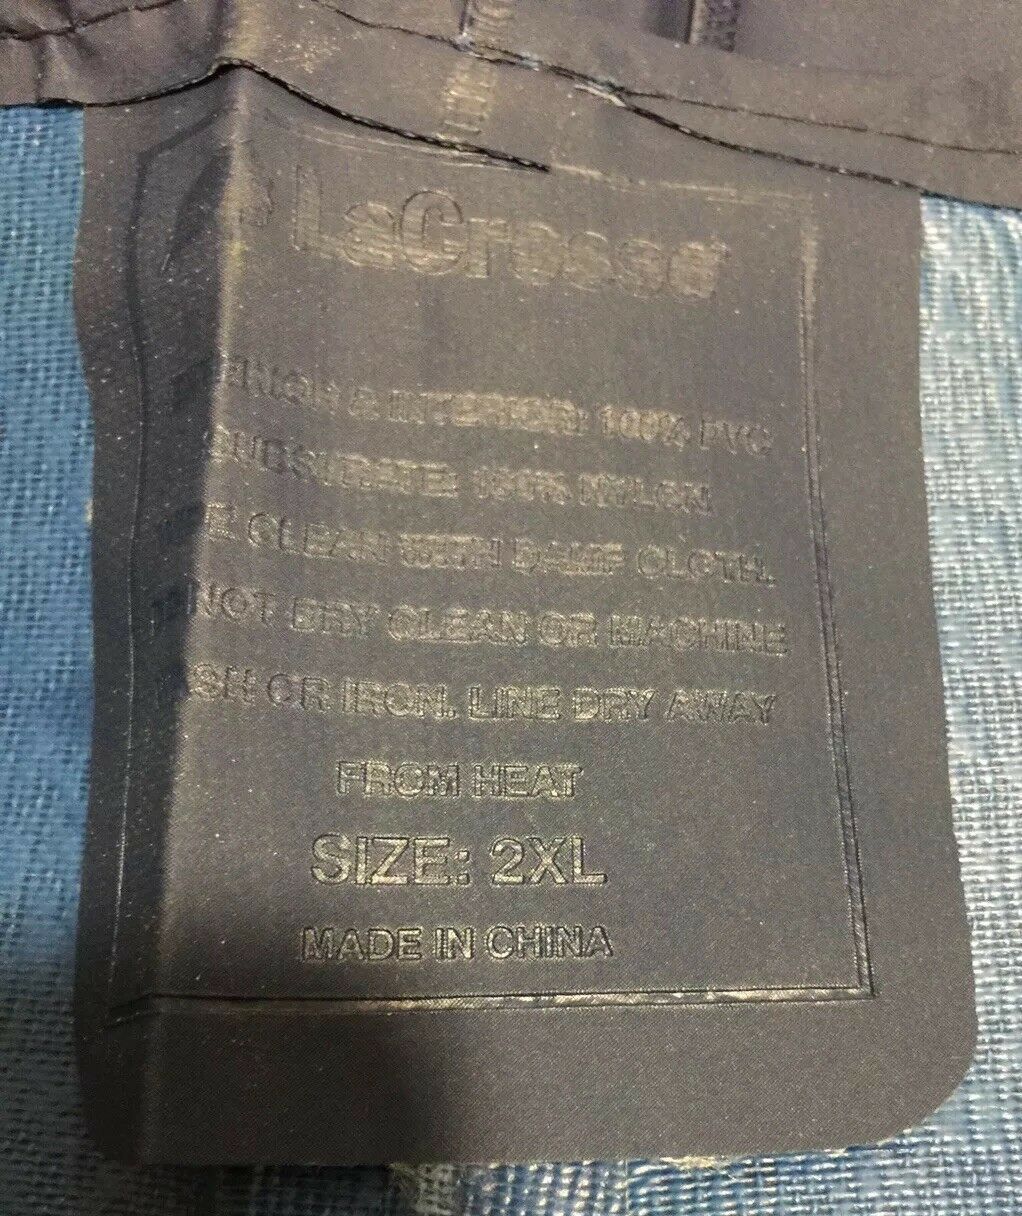 LaCrosse
& INTERIOR: 100% PVC
SUBSTRATE: 100% NYLON
CLEAN WITH DAMP CLOTH.
NOT DRY CLEAN OR MACHINE
OR IRON. LINE DRY AWAY
FROM HEAT
SIZE: 2XL
MADE IN CHINA